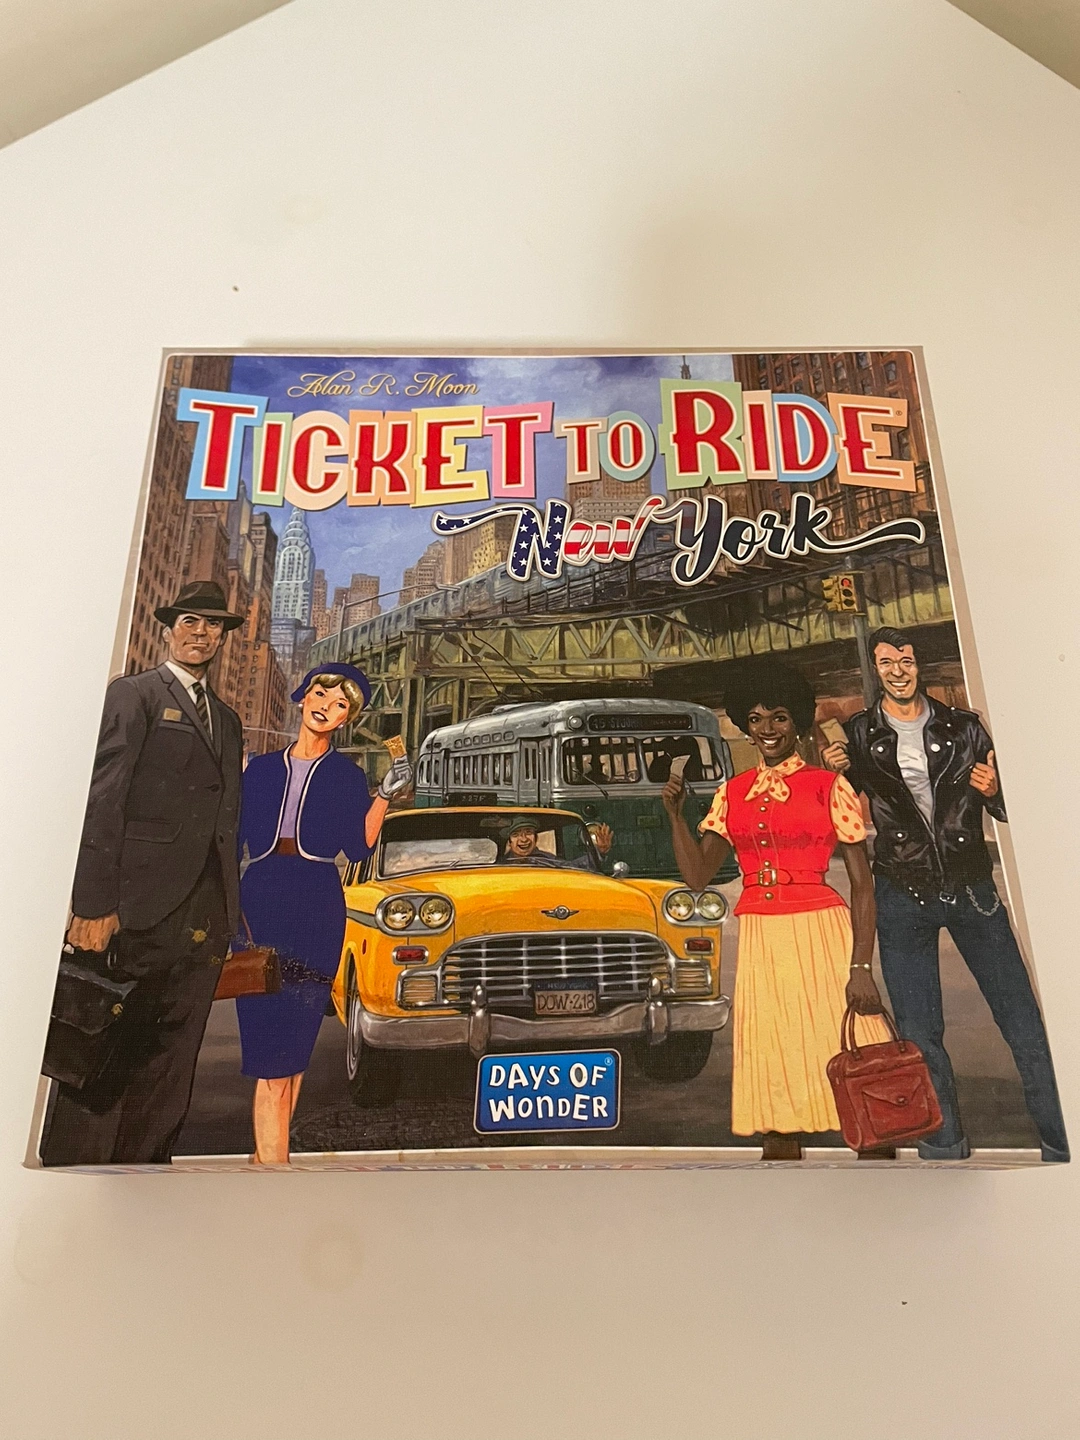 Alan R. Moon
TICKET TO RIDE®
New York
DOW·218
DAYS OF
WONDER®